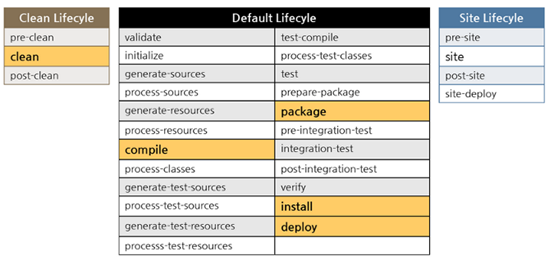 Clean Lifecyle
pre-clean
clean
post-clean
Default Lifecyle
validate
initialize
generate-sources
process-sources
generate-resources
process-resources
compile
process-classes
generate-test-sources
process-test-sources
generate-test-resources
processs-test-resources
test-compile
process-test-classes
test
prepare-package
package
pre-integration-test
integration-test
post-integration-test
verify
install
deploy
Site Lifecyle
pre-site
site
post-site
site-deploy